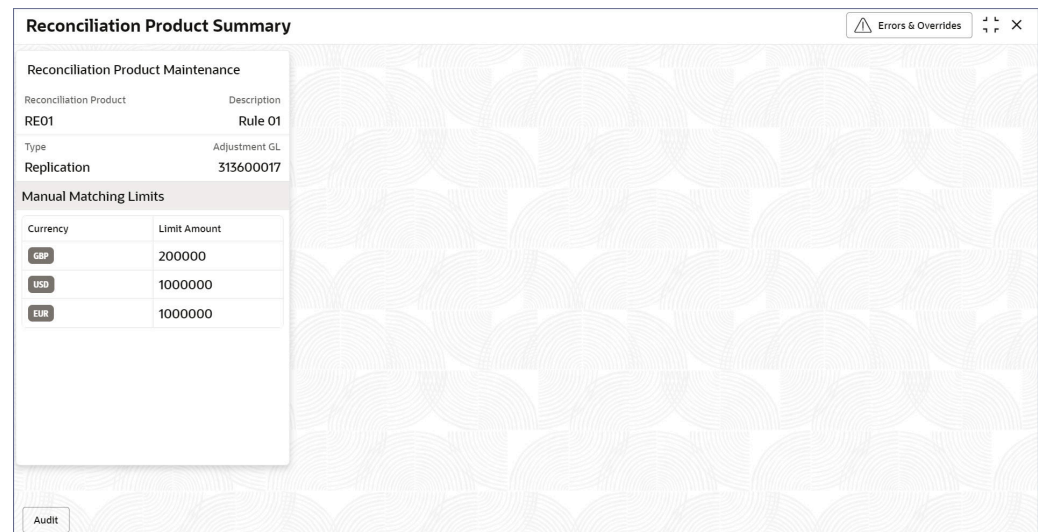 Reconciliation Product Summary
Errors & Overrides
Reconciliation Product Maintenance
Reconciliation Product Description
RE01 Rule 01
Type Adjustment GL
Replication 313600017
Manual Matching Limits
Currency Limit Amount
GBP 200000
USD 1000000
EUR 1000000
Audit